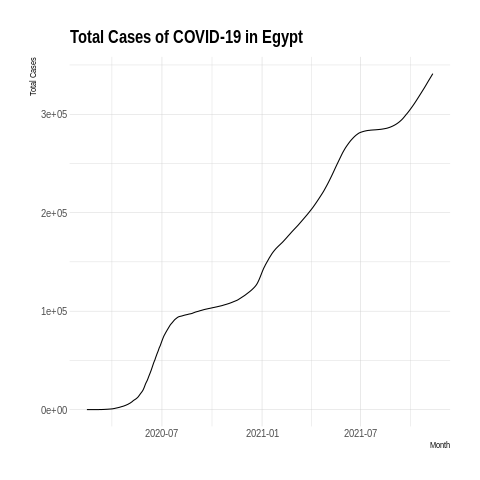 Total Cases of COVID-19 in Egypt
Total Cases
3e+05
2e+05
1e+05
0e+00
2020-07 2021-01 2021-07
Month